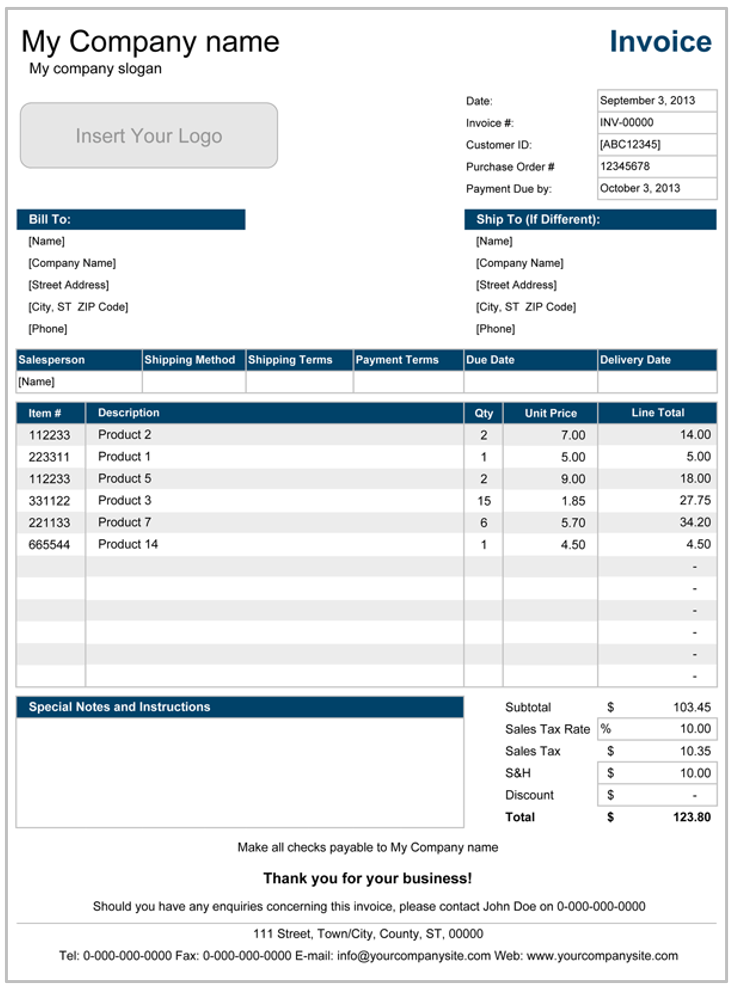 My Company name
Invoice
My company slogan
Insert Your Logo
Date: September 3, 2013
Invoice #: INV-00000
Customer ID: [ABC12345]
Purchase Order # 12345678
Payment Due by: October 3, 2013
Bill To: Ship To (If Different):
[Name] [Name]
[Company Name] [Company Name]
[Street Address] [Street Address]
[City, ST  ZIP Code] [City, ST  ZIP Code]
[Phone] [Phone]
Salesperson Shipping Method Shipping Terms Payment Terms Due Date Delivery Date
[Name]
Item # Description Qty Unit Price Line Total
112233 Product 2 2 7.00 14.00
223311 Product 1 1 5.00 5.00
112233 Product 5 2 9.00 18.00
331122 Product 3 15 1.85 27.75
221133 Product 7 6 5.70 34.20
665544 Product 14 1 4.50 4.50
-
-
-
-
-
-
Special Notes and Instructions
Subtotal $ 103.45
Sales Tax Rate % 10.00
Sales Tax $ 10.35
S&H $ 10.00
Discount $ -
Total $ 123.80
Make all checks payable to My Company name
Thank you for your business!
Should you have any enquiries concerning this invoice, please contact John Doe on 0-000-000-0000
111 Street, Town/City, County, ST, 00000
Tel: 0-000-000-0000 Fax: 0-000-000-0000 E-mail: info@yourcompanysite.com Web: www.yourcompanysite.com